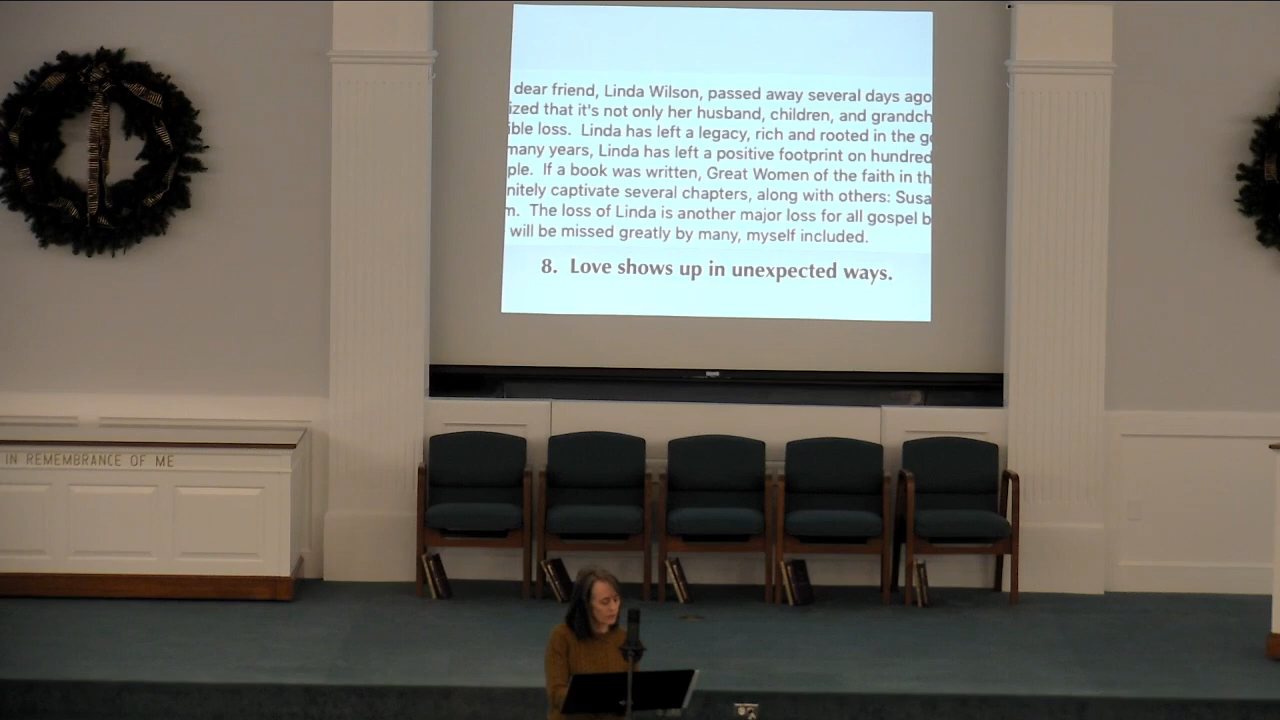 dear friend, Linda Wilson, passed away several days ago
ized that it's not only her husband, children, and grandch
ible loss. Linda has left a legacy, rich and rooted in the g
many years, Linda has left a positive footprint on hundred
ple. If a book was written, Great Women of the faith in th
nitely captivate several chapters, along with others: Susa
m. The loss of Linda is another major loss for all gospel b
will be missed greatly by many, myself included.
8. Love shows up in unexpected ways.
IN REMEMBRANCE OF ME